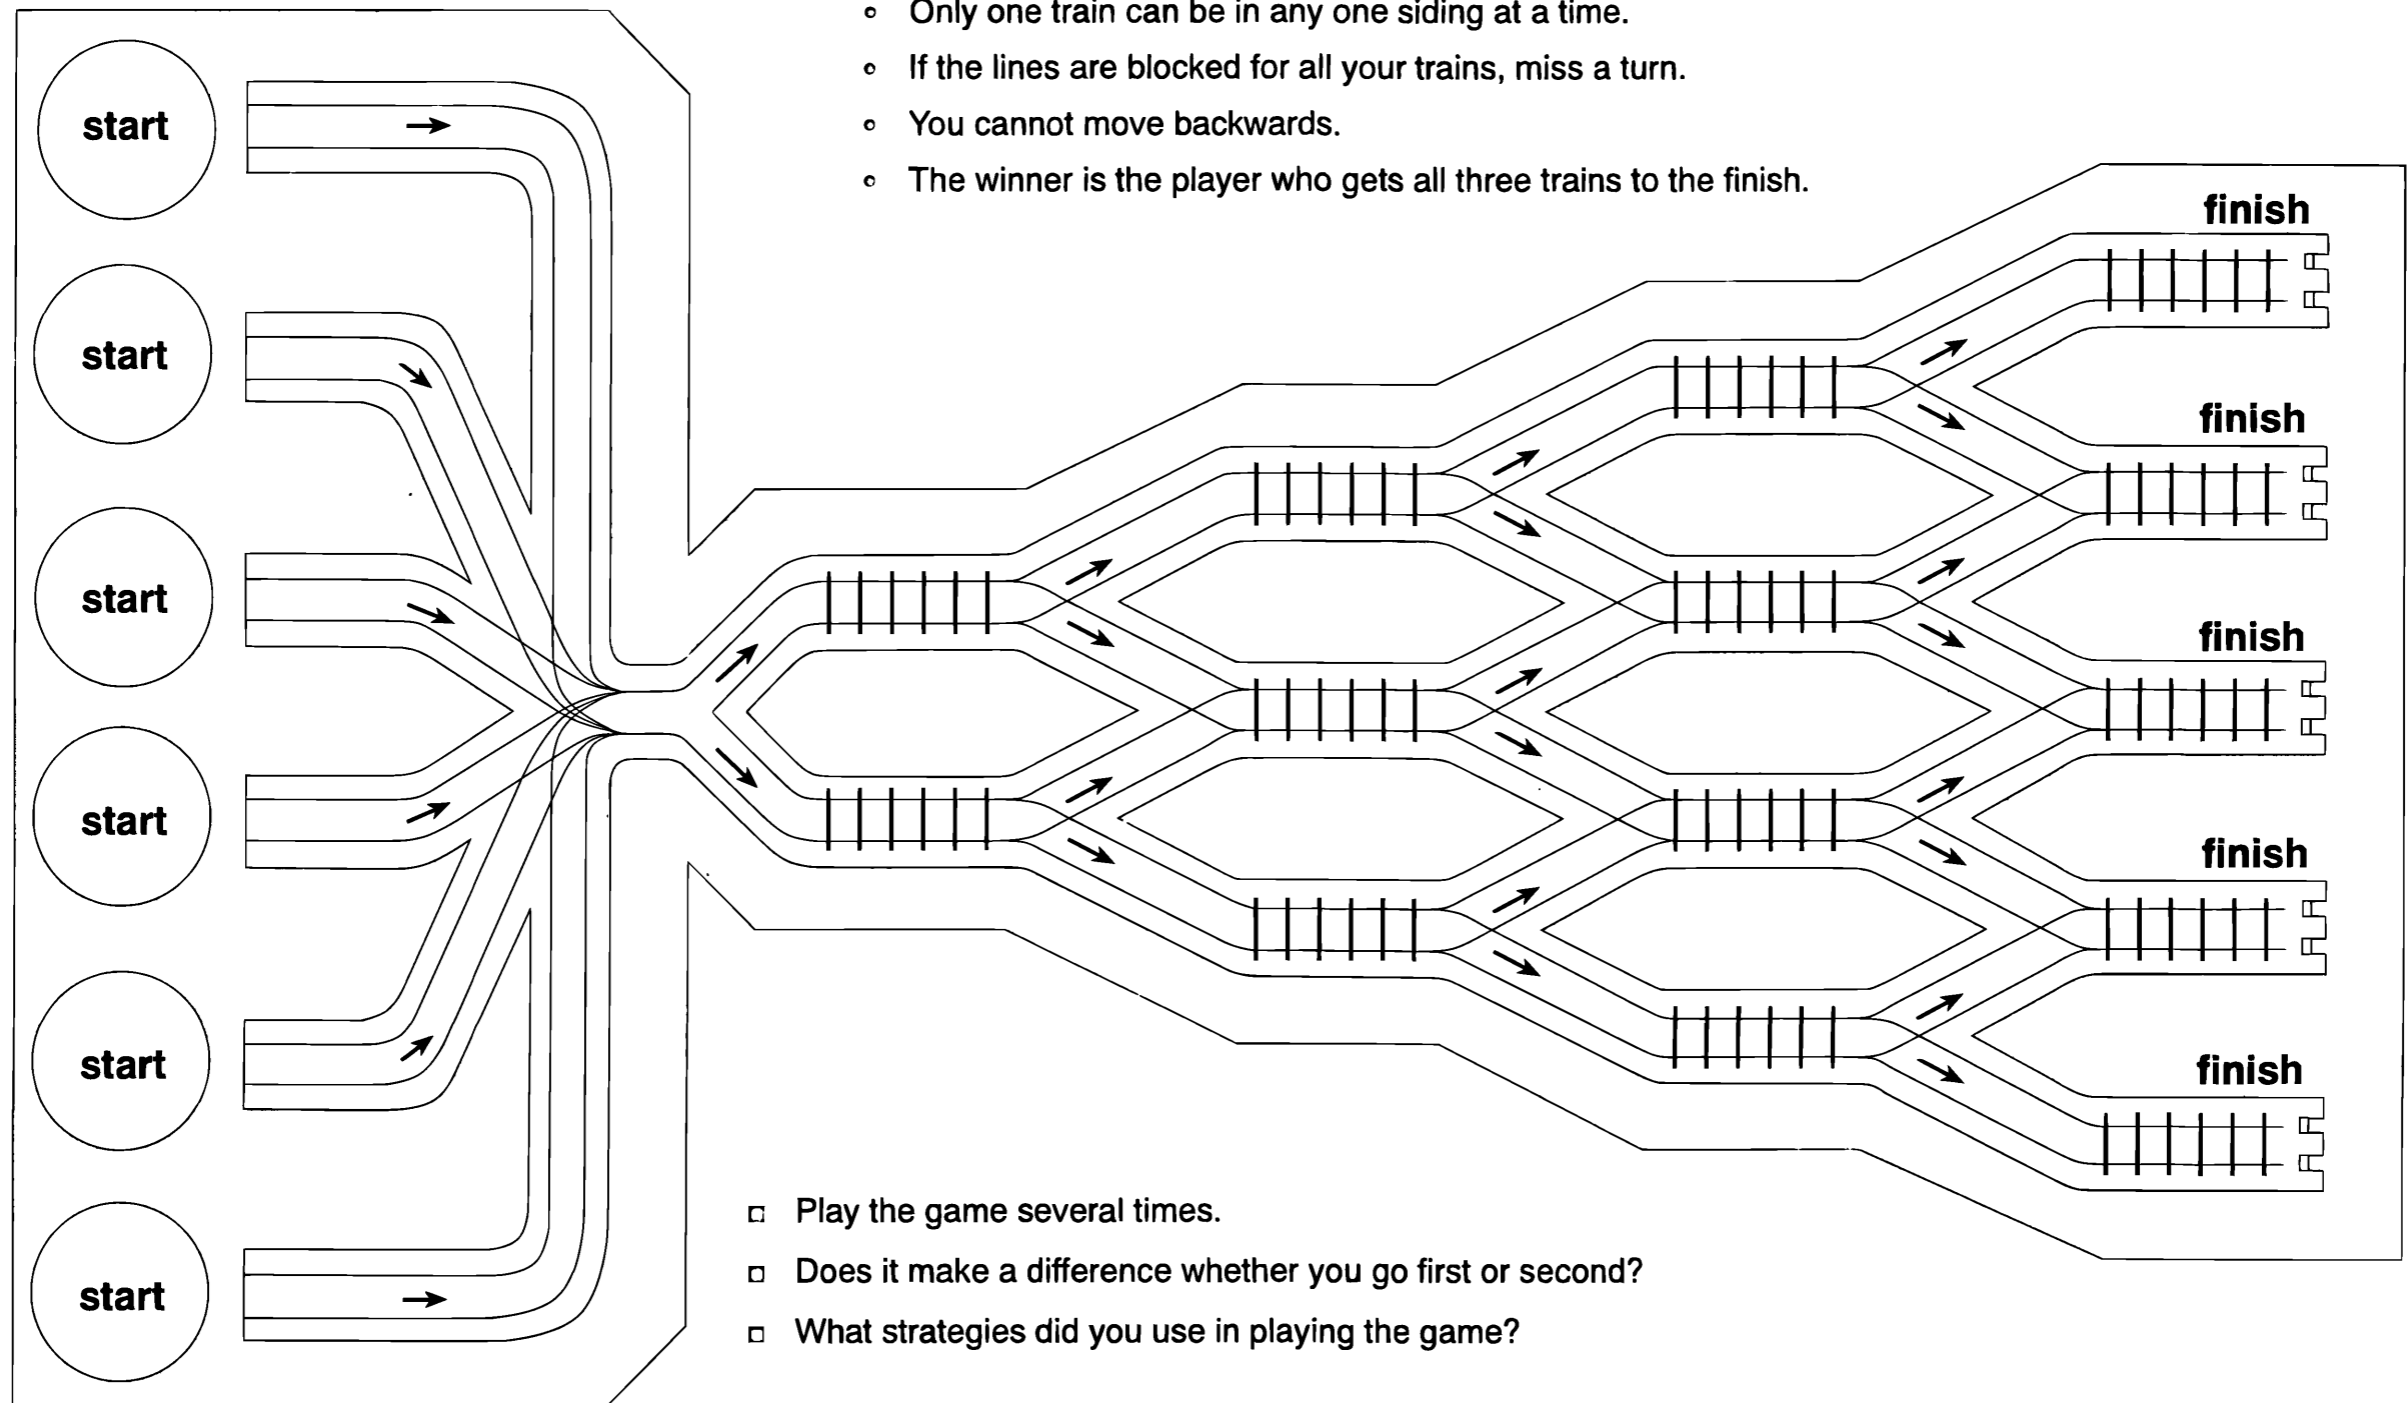 ◦ Only one train can be in any one siding at a time.
◦ If the lines are blocked for all your trains, miss a turn.
◦ You cannot move backwards.
◦ The winner is the player who gets all three trains to the finish.
start
start
start
start
start
start
finish
finish
finish
finish
finish
□ Play the game several times.
□ Does it make a difference whether you go first or second?
□ What strategies did you use in playing the game?